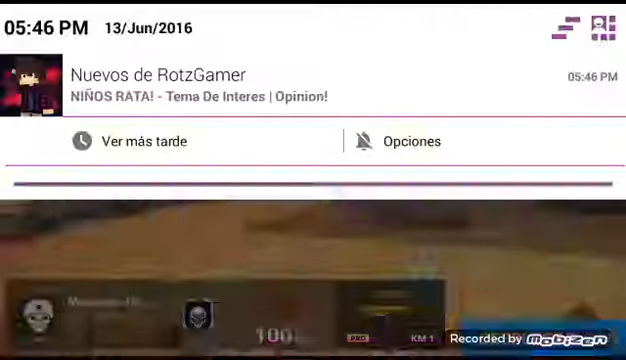 05:46 PM 13/Jun/2016
Nuevos de RotzGamer 05:46 PM
NIÑOS RATA! - Tema De Interes | Opinion!
Ver más tarde Opciones
100
PRO KM 1
Recorded by mobizen